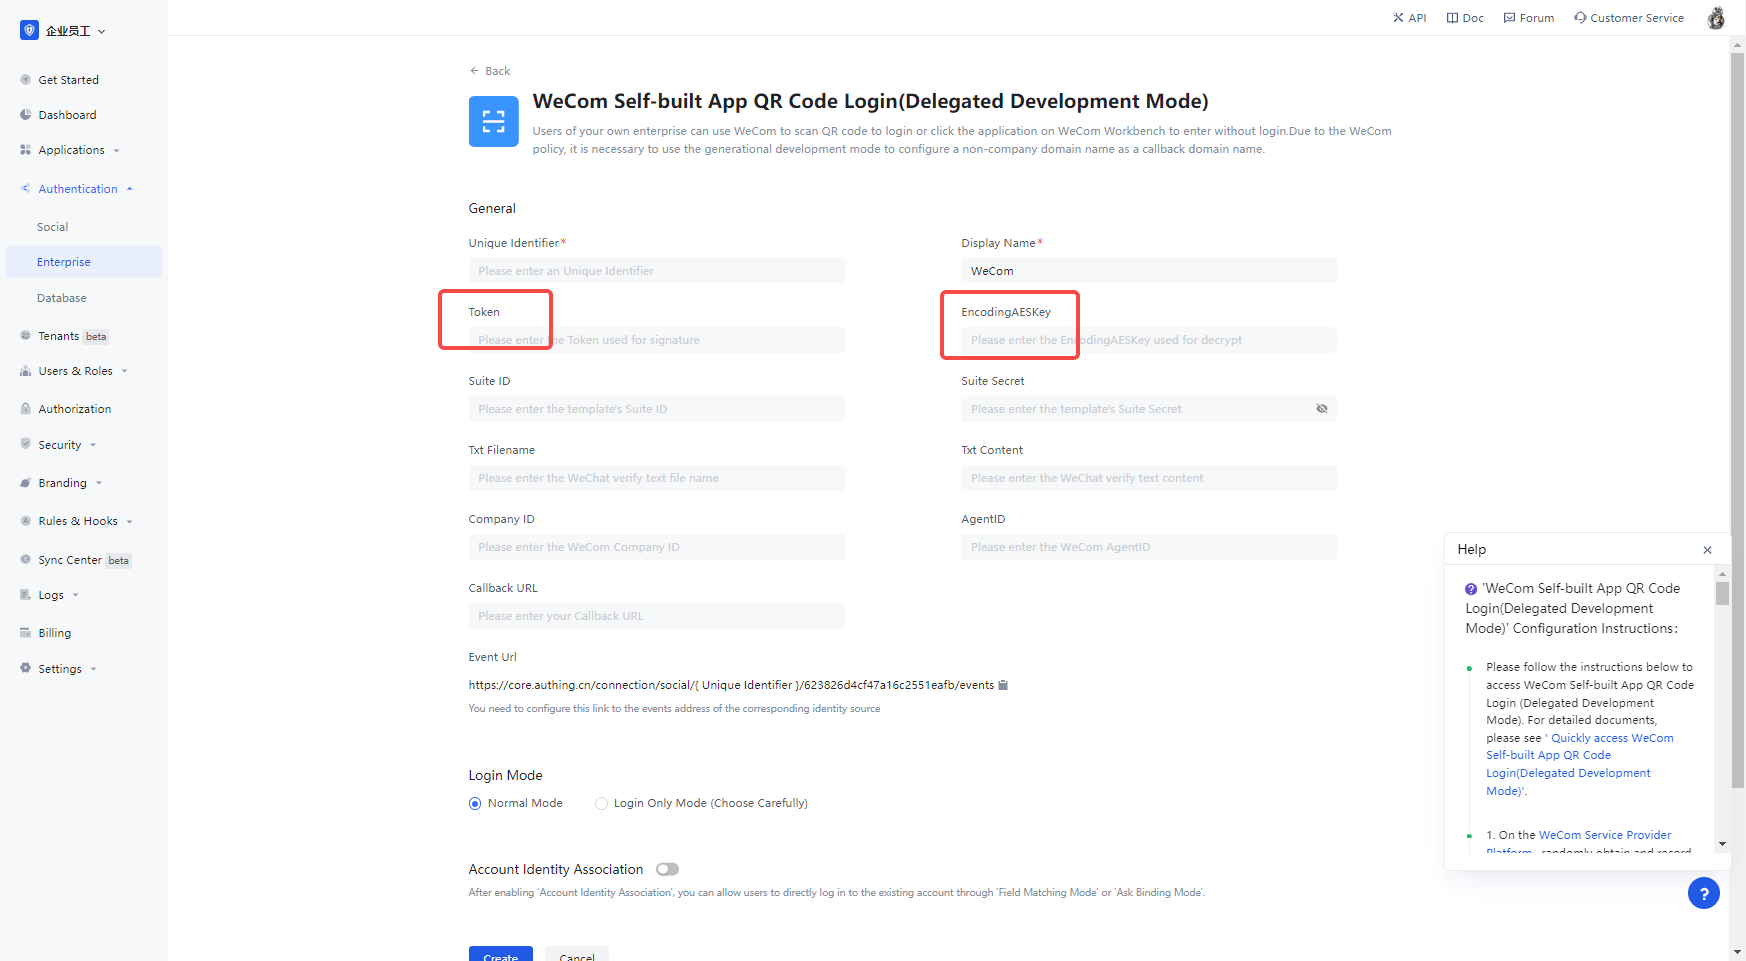 企业员工
API
Doc
Forum
Customer Service
Get Started
Dashboard
Applications
Authentication
Social
Enterprise
Database
Tenants beta
Users & Roles
Authorization
Security
Branding
Rules & Hooks
Sync Center beta
Logs
Billing
Settings
Back
WeCom Self-built App QR Code Login(Delegated Development Mode)
Users of your own enterprise can use WeCom to scan QR code to login or click the application on WeCom Workbench to enter without login.Due to the WeCom
policy, it is necessary to use the generational development mode to configure a non-company domain name as a callback domain name.
General
Unique Identifier*
Display Name*
Please enter an Unique Identifier
WeCom
Token
EncodingAESKey
Please enter the Token used for signature
Please enter the EncodingAESKey used for decrypt
Suite ID
Suite Secret
Please enter the template's Suite ID
Please enter the template's Suite Secret
Txt Filename
Txt Content
Please enter the WeChat verify text file name
Please enter the WeChat verify text content
Company ID
AgentID
Please enter the WeCom Company ID
Please enter the WeCom AgentID
Callback URL
Please enter your Callback URL
Event Url
https://core.authing.cn/connection/social/{ Unique Identifier }/623826d4cf47a16c2551eafb/events
You need to configure this link to the events address of the corresponding identity source
Login Mode
Normal Mode
Login Only Mode (Choose Carefully)
Account Identity Association
After enabling 'Account Identity Association', you can allow users to directly log in to the existing account through 'Field Matching Mode' or 'Ask Binding Mode'.
Create
Cancel
Help
? 'WeCom Self-built App QR Code
Login(Delegated Development
Mode)' Configuration Instructions:
Please follow the instructions below to
access WeCom Self-built App QR Code
Login (Delegated Development
Mode). For detailed documents,
please see ' Quickly access WeCom
Self-built App QR Code
Login(Delegated Development
Mode)'.
1. On the WeCom Service Provider
Platform , randomly obtain and record
?